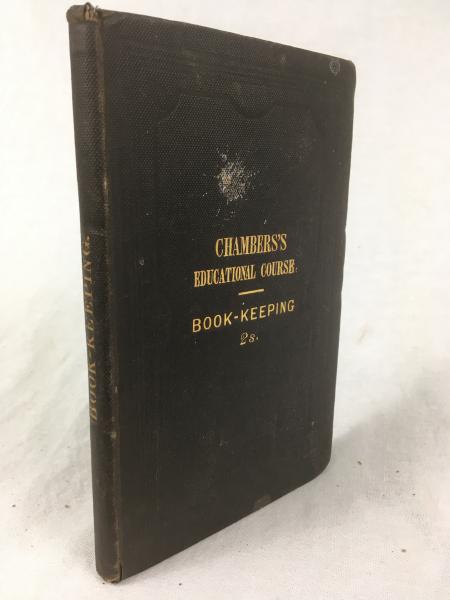 CHAMBERS'S
EDUCATIONAL COURSE.
BOOK-KEEPING
2s.
BOOK-KEEPING.